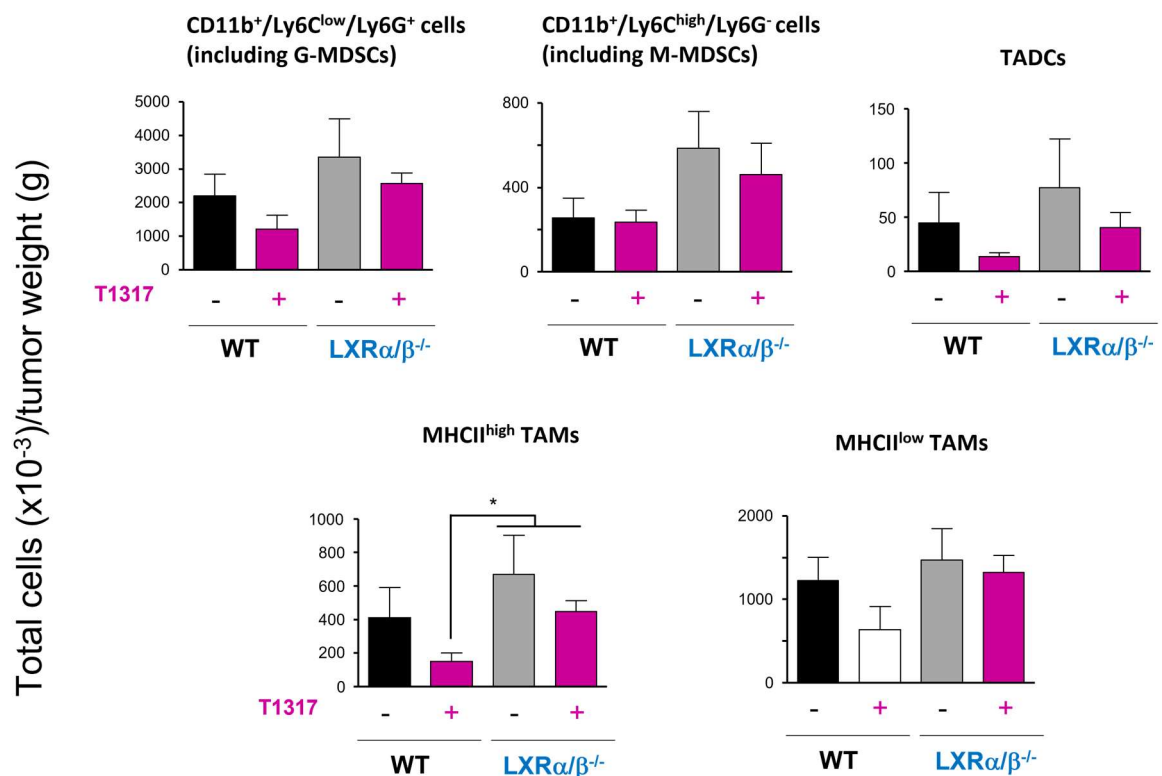 Total cells (x10⁻³)/tumor weight (g)
CD11b⁺/Ly6Cˡᵒʷ/Ly6G⁺ cells
(including G-MDSCs)
5000
4000
3000
2000
1000
0
T1317
- + - +
WT LXRα/β⁻/⁻
CD11b⁺/Ly6Cʰⁱᵍʰ/Ly6G⁻ cells
(including M-MDSCs)
800
400
0
- + - +
WT LXRα/β⁻/⁻
TADCs
150
100
50
0
- + - +
WT LXRα/β⁻/⁻
MHCIIʰⁱᵍʰ TAMs
*
1000
800
600
400
200
0
T1317
- + - +
WT LXRα/β⁻/⁻
MHCIIˡᵒʷ TAMs
2000
1000
0
- + - +
WT LXRα/β⁻/⁻